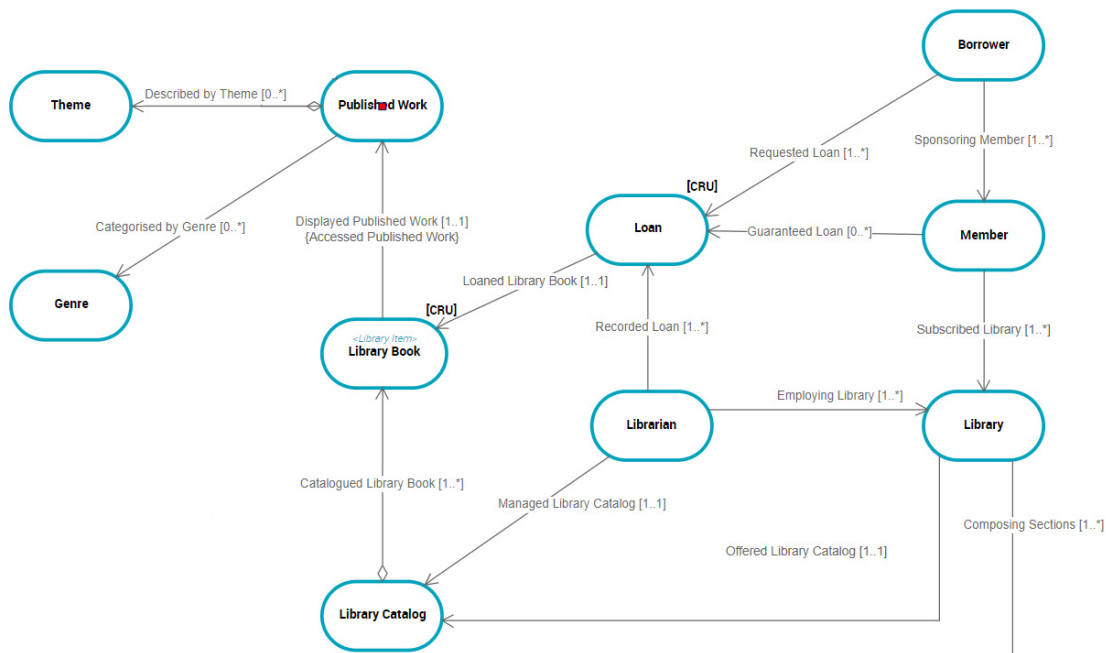 Borrower
Theme
Described by Theme [0..*]
Published Work
Sponsoring Member [1..*]
Requested Loan [1..*]
[CRU]
Categorised by Genre [0..*]
Displayed Published Work [1..1]
{Accessed Published Work}
Loan
Guaranteed Loan [0..*]
Member
Genre
Loaned Library Book [1..1]
[CRU]
Recorded Loan [1..*]
Subscribed Library [1..*]
<Library Item>
Library Book
Employing Library [1..*]
Librarian
Library
Catalogued Library Book [1..*]
Managed Library Catalog [1..1]
Composing Sections [1..*]
Offered Library Catalog [1..1]
Library Catalog